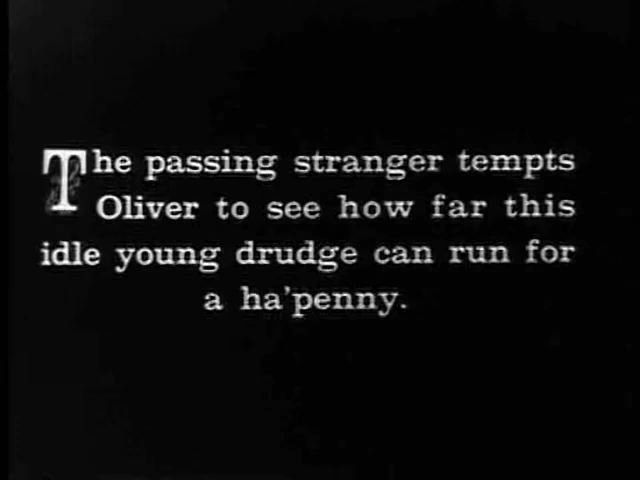 The passing stranger tempts
Oliver to see how far this
idle young drudge can run for
a ha'penny.